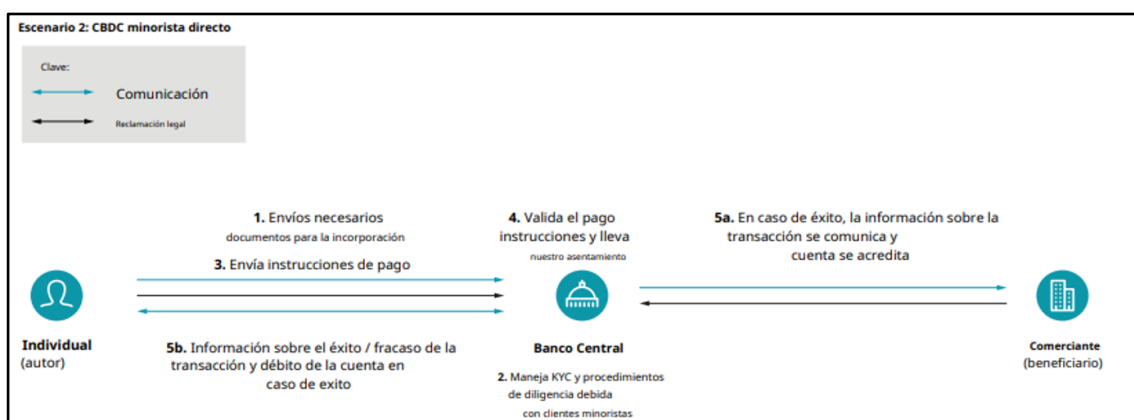 Escenario 2: CBDC minorista directo
Clave:
Comunicación
Reclamación legal
1. Envíos necesarios
documentos para la incorporación
3. Envía instrucciones de pago
4. Valida el pago
instrucciones y lleva
nuestro asentamiento
5a. En caso de éxito, la información sobre la
transacción se comunica y
cuenta se acredita
Individual
(autor)
5b. Información sobre el éxito / fracaso de la
transacción y débito de la cuenta en
caso de exito
Banco Central
2. Maneja KYC y procedimientos
de diligencia debida
con clientes minoristas
Comerciante
(beneficiario)